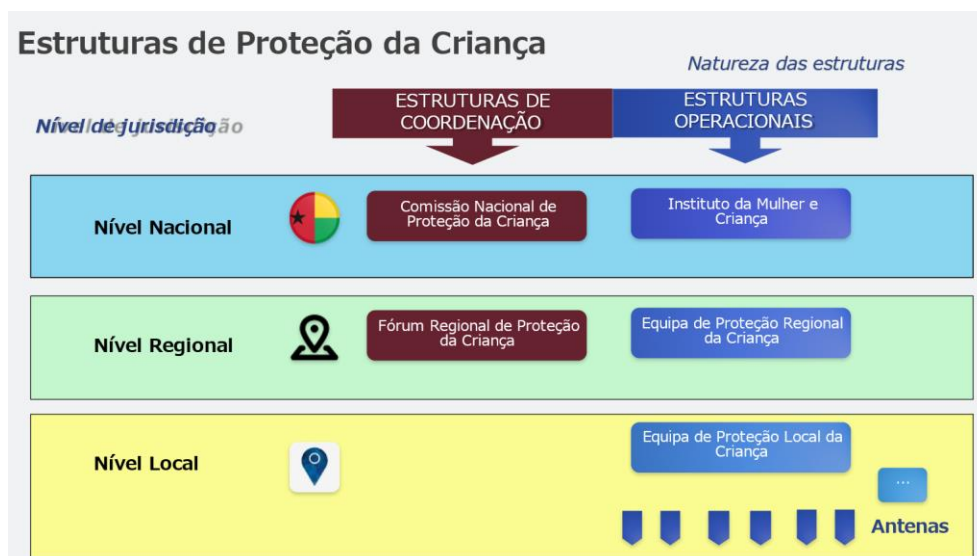 Estruturas de Proteção da Criança
Natureza das estruturas
Nível de jurisdição
ESTRUTURAS DE
COORDENAÇÃO
ESTRUTURAS
OPERACIONAIS
Nível Nacional
Comissão Nacional de
Proteção da Criança
Instituto da Mulher e
Criança
Nível Regional
Fórum Regional de Proteção
da Criança
Equipa de Proteção Regional
da Criança
Nível Local
Equipa de Proteção Local da
Criança
...
Antenas